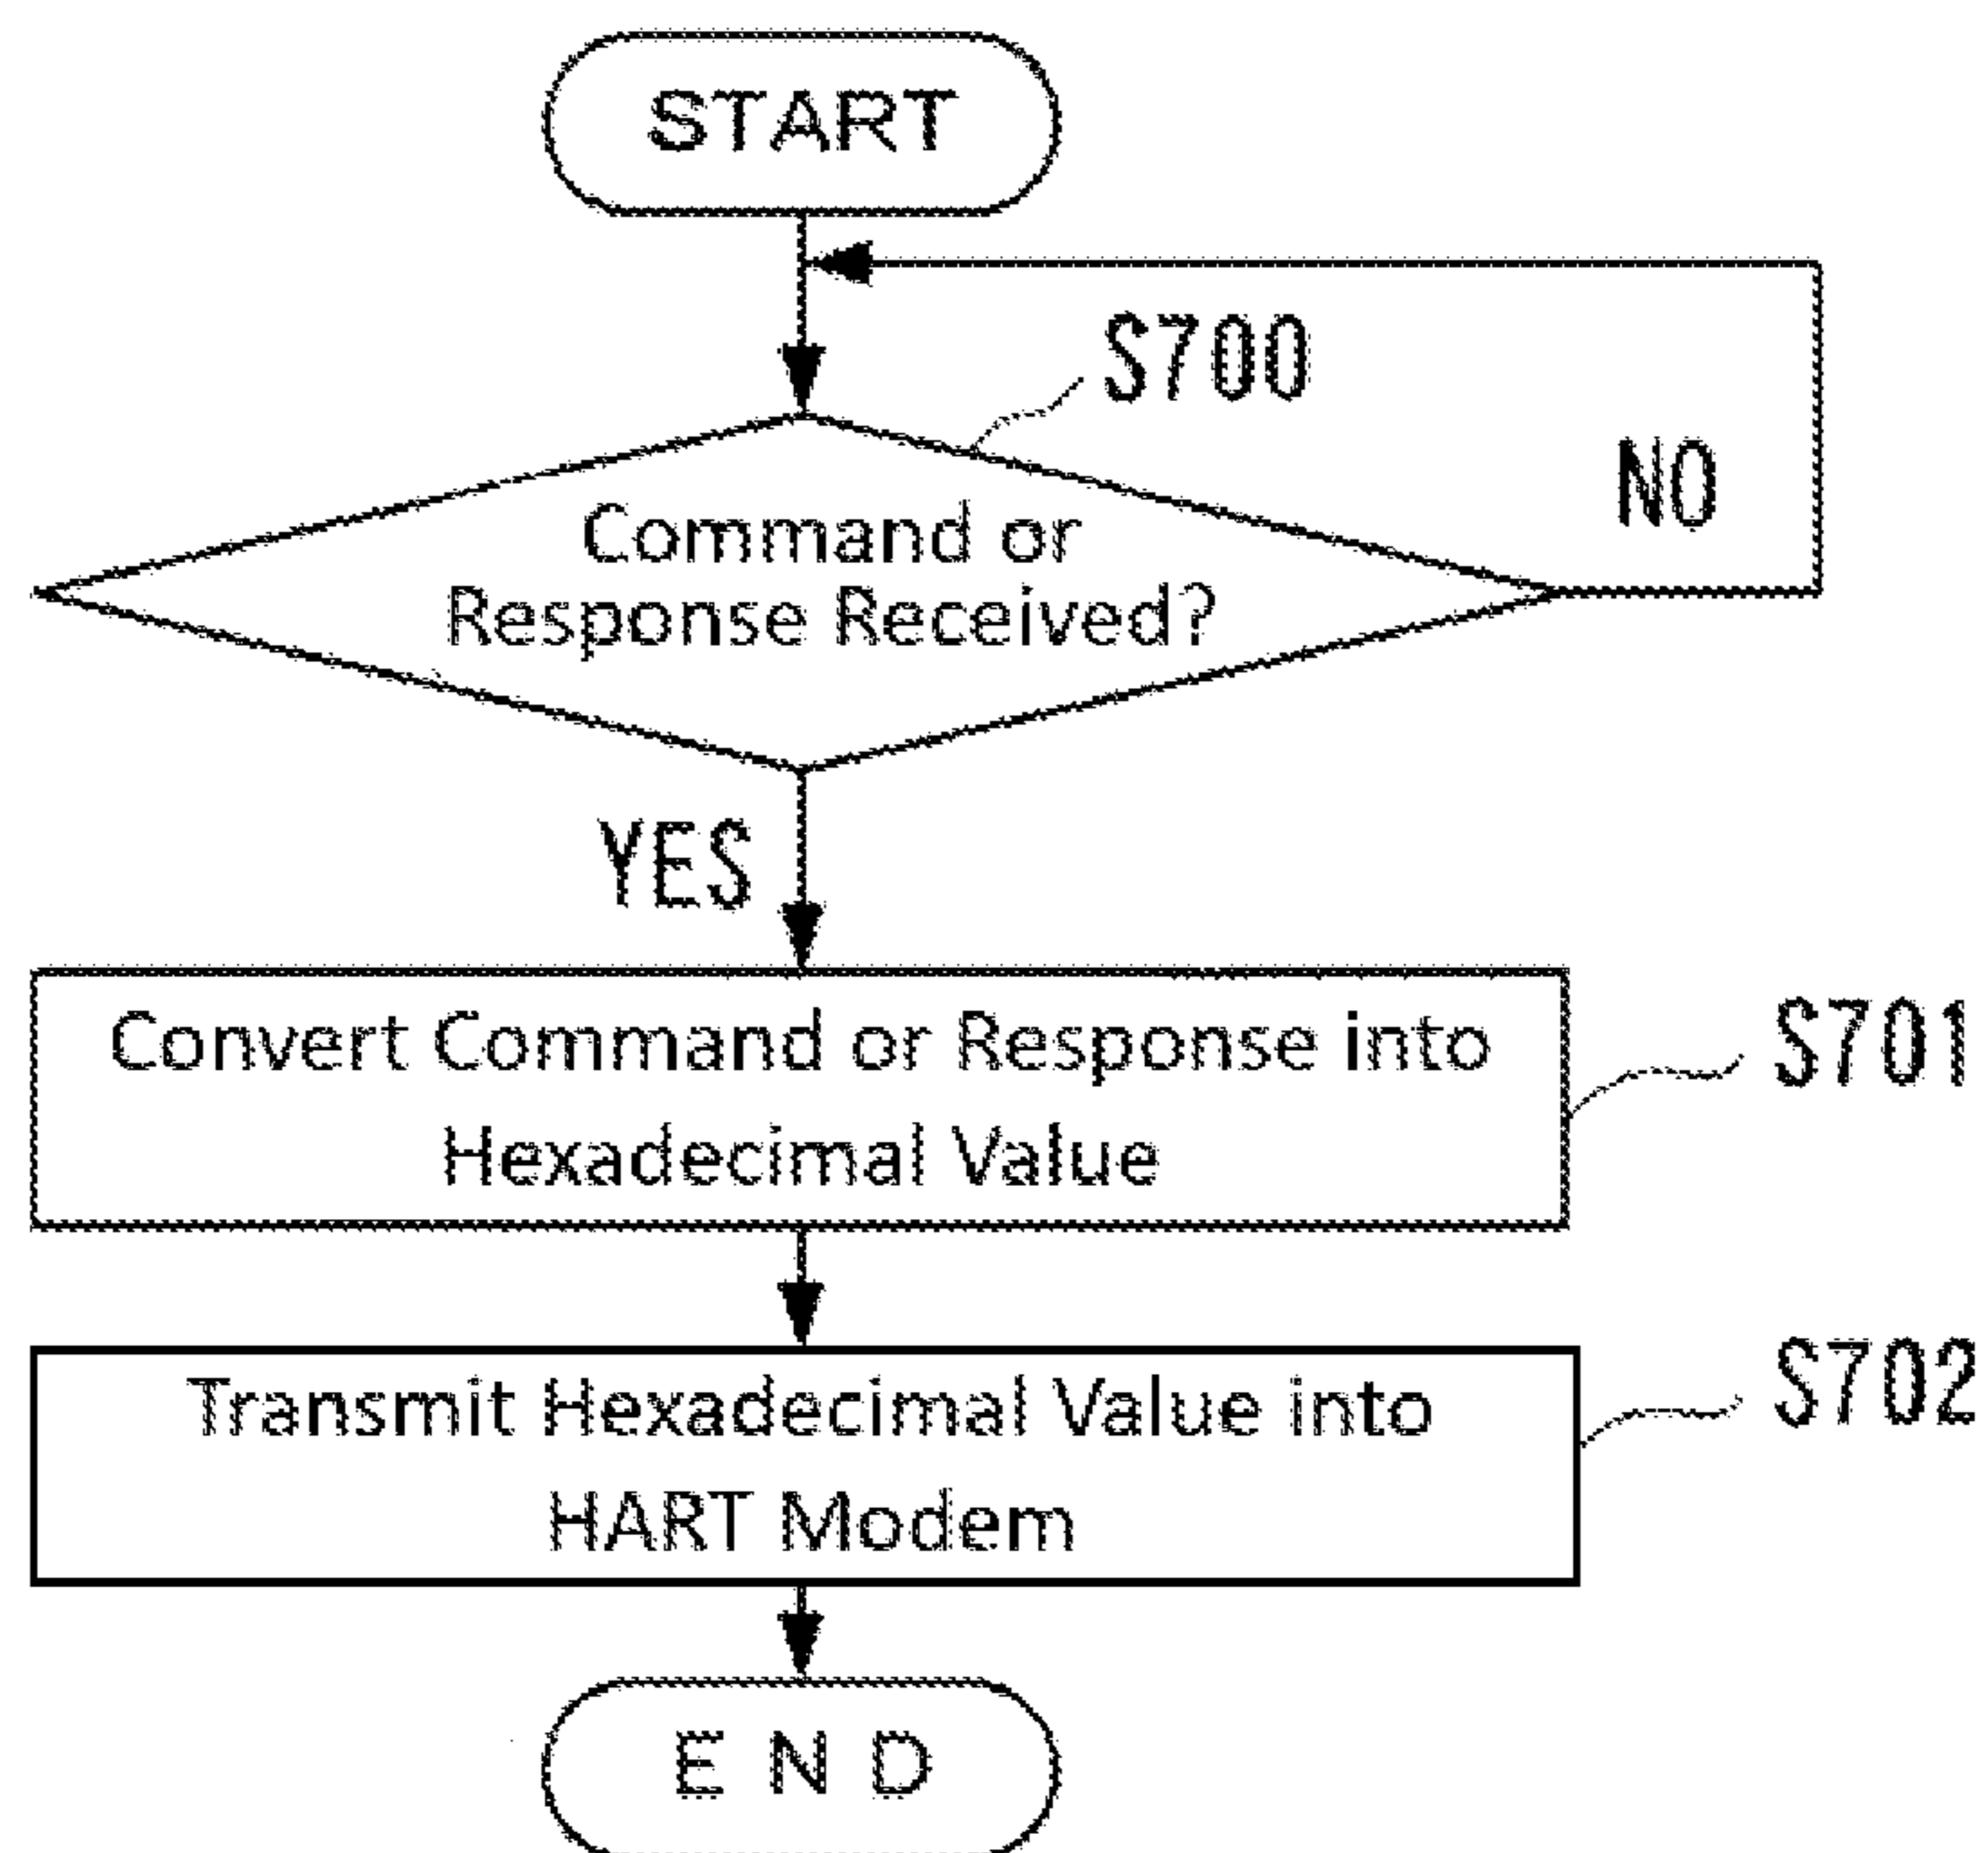 START
S700
NO
Command or
Response Received?
YES
Convert Command or Response into
Hexadecimal Value
S701
Transmit Hexadecimal Value into
HART Modem
S702
E N D